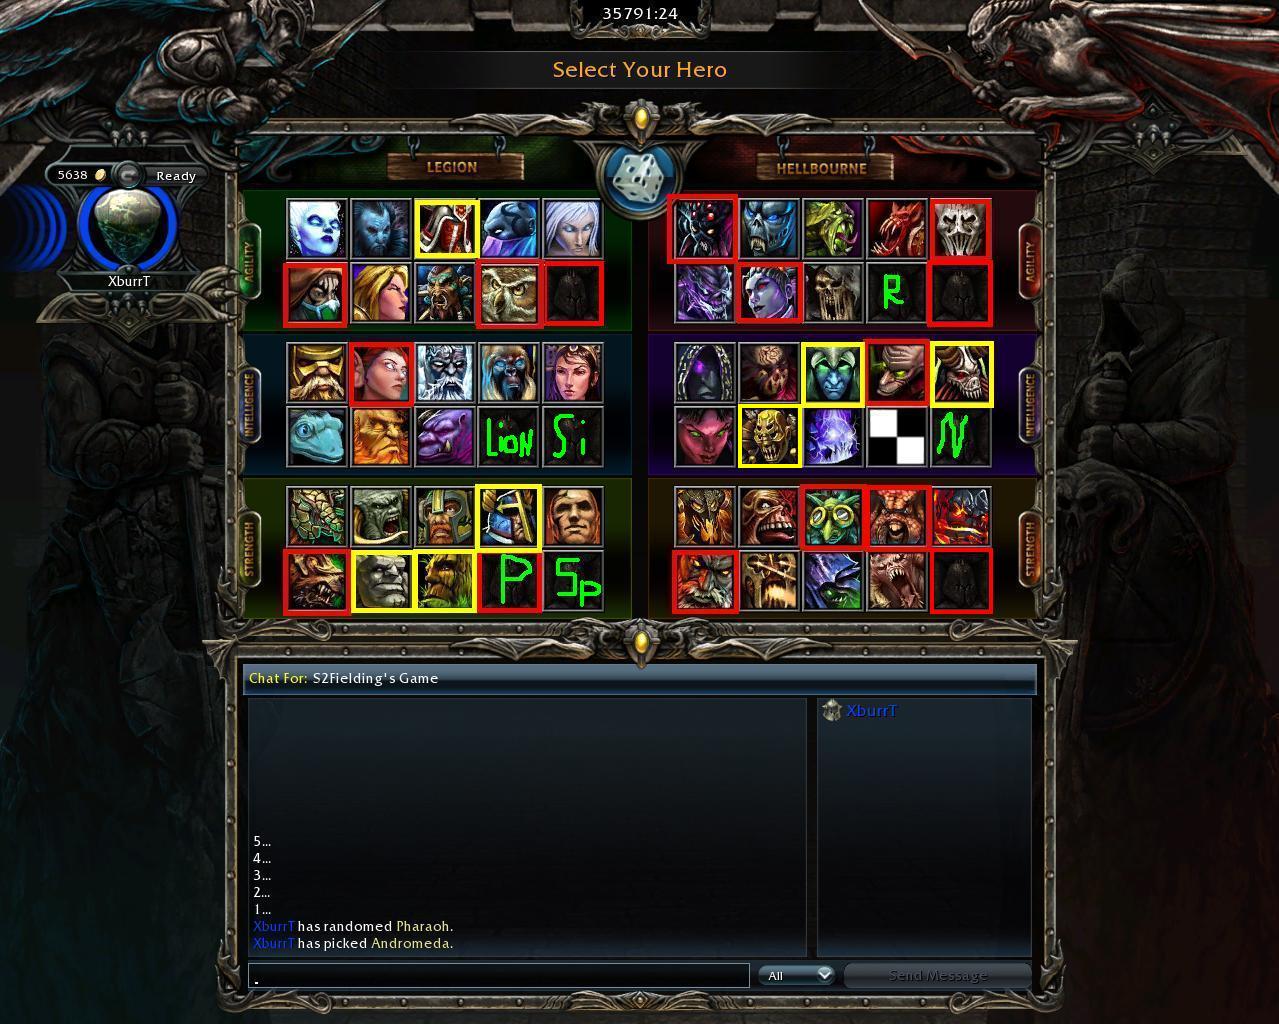 35791:24
Select Your Hero
LEGION
HELLBOURNE
5638
Ready
XburrT
AGILITY
AGILITY
R
INTELLIGENCE
INTELLIGENCE
Lion Si
N
STRENGTH
STRENGTH
P Sp
Chat For: S2Fielding's Game
XburrT
5...
4...
3...
2...
1...
XburrT has randomed Pharaoh.
XburrT has picked Andromeda.
All
Send Message